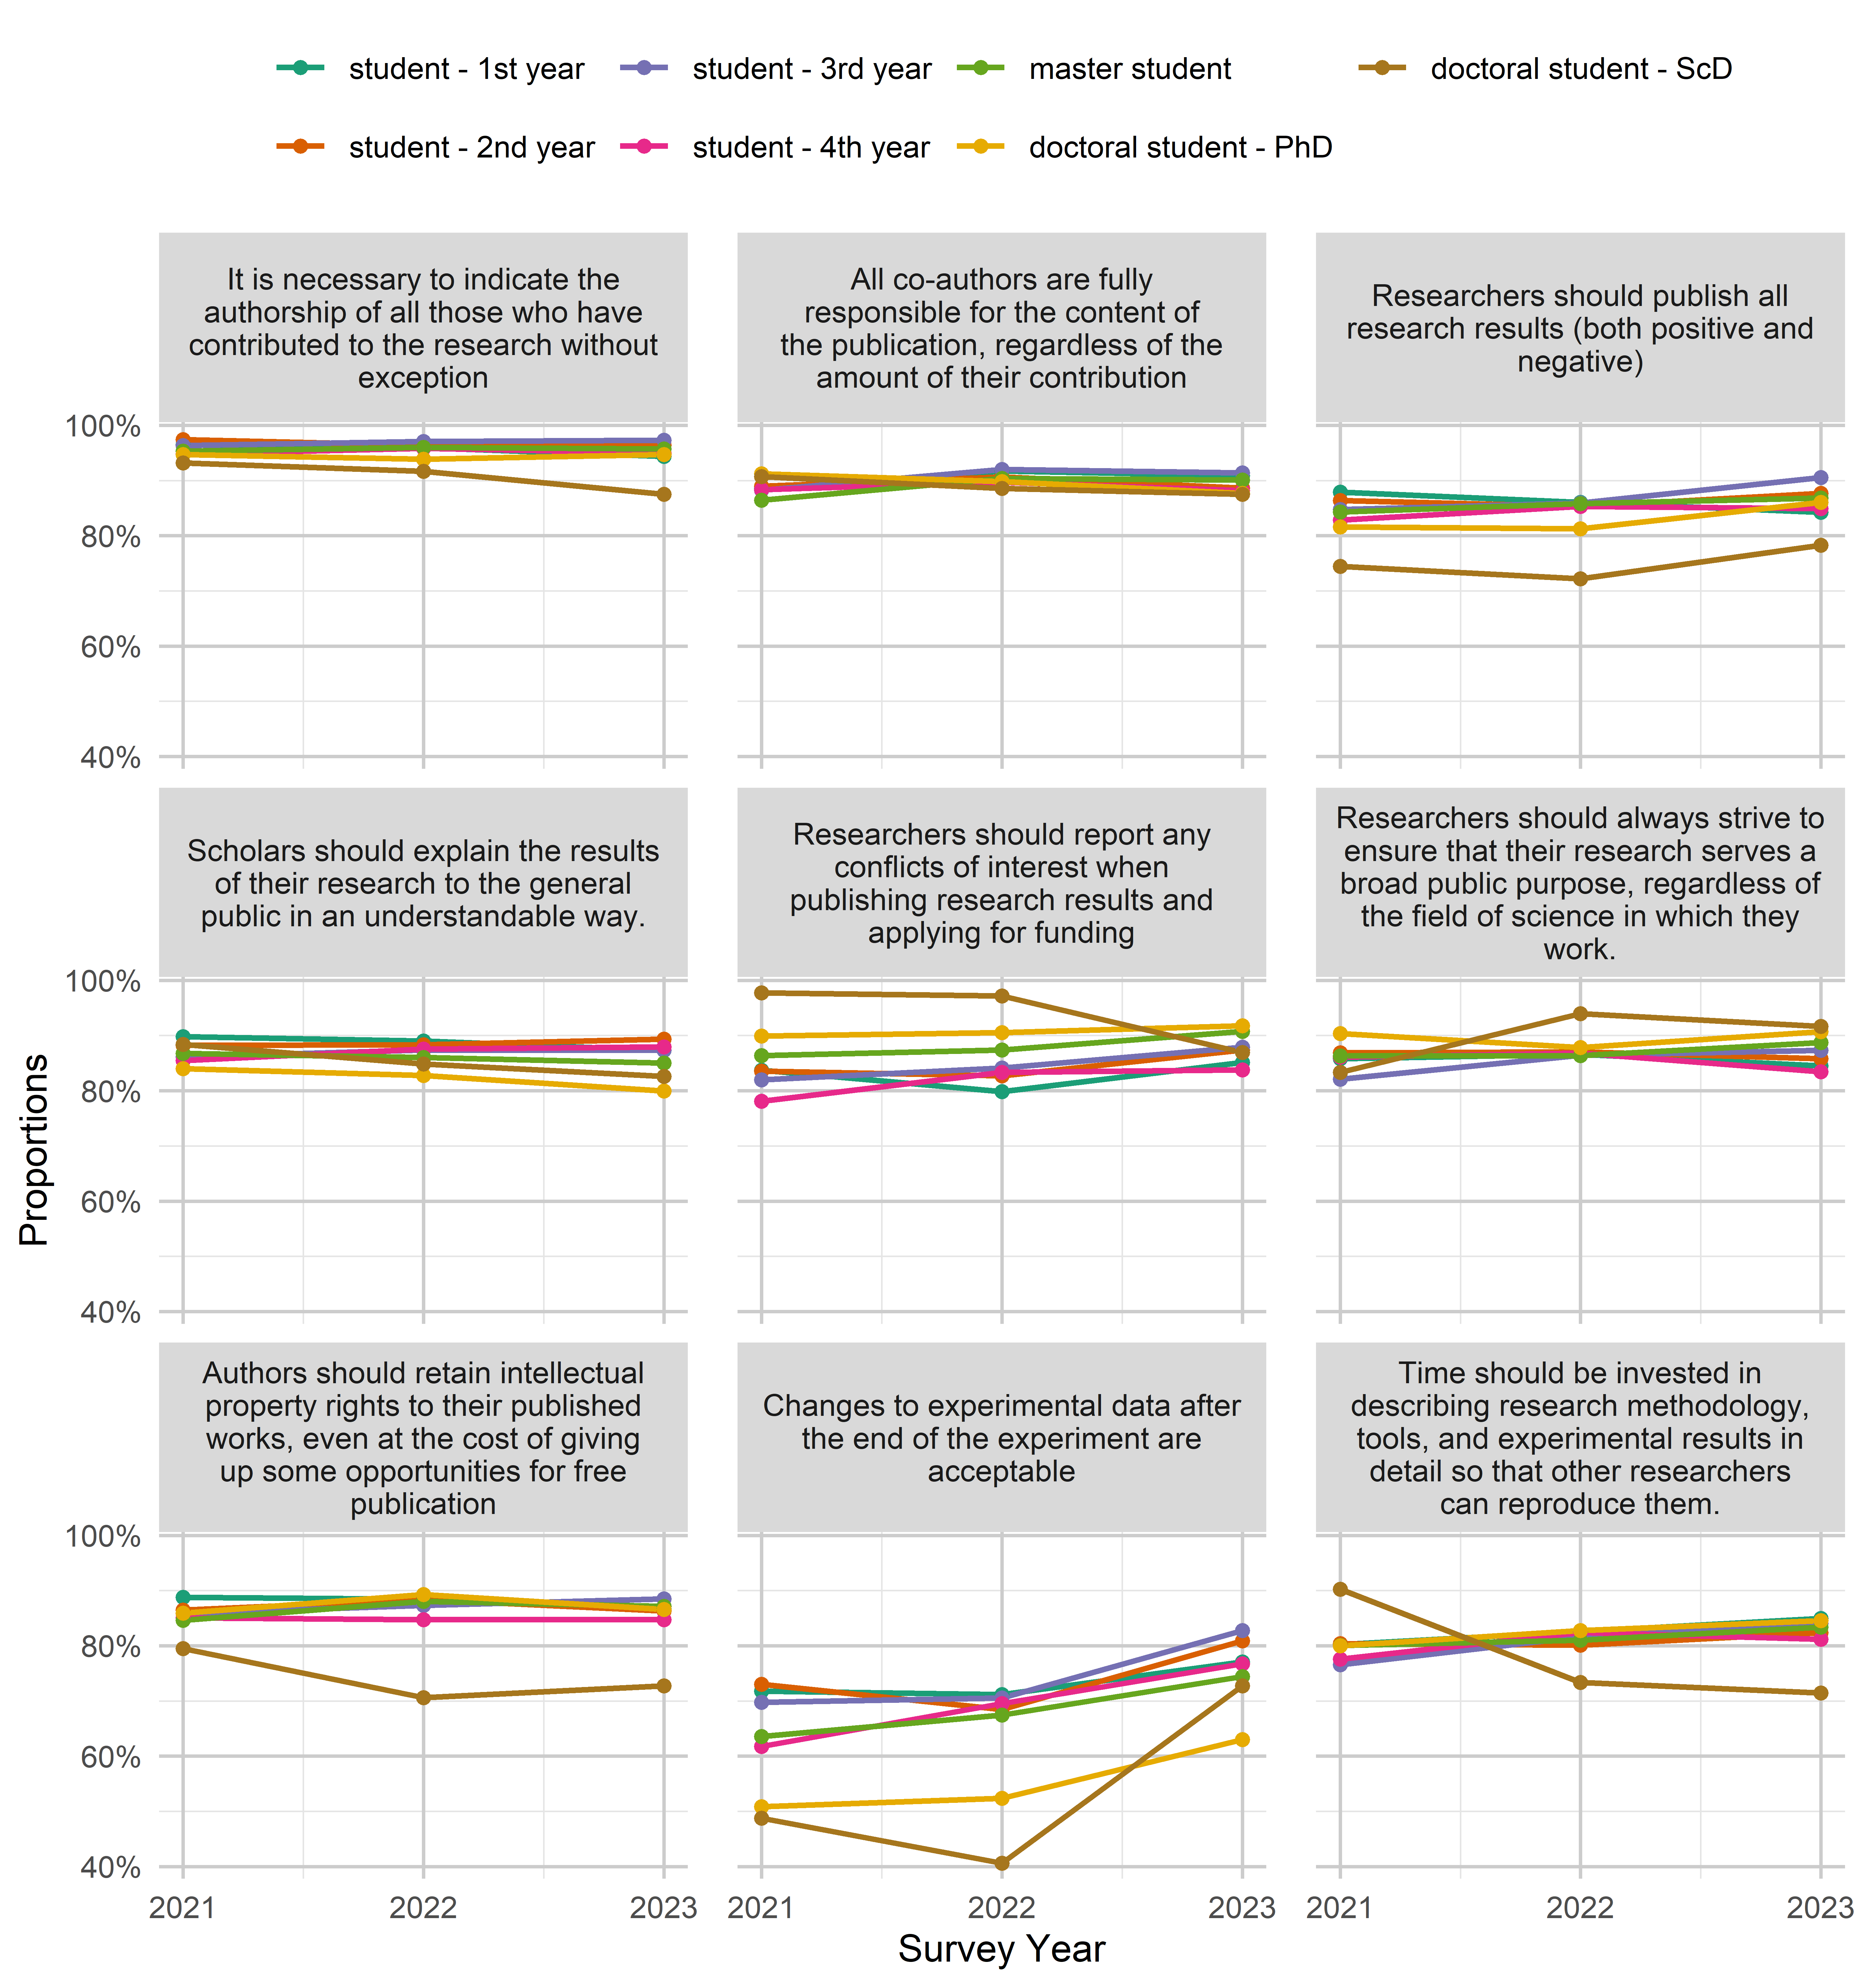 student - 1st year
student - 3rd year
master student
doctoral student - ScD
student - 2nd year
student - 4th year
doctoral student - PhD
It is necessary to indicate the
authorship of all those who have
contributed to the research without
exception
All co-authors are fully
responsible for the content of
the publication, regardless of the
amount of their contribution
Researchers should publish all
research results (both positive and
negative)
100%
80%
60%
40%
Scholars should explain the results
of their research to the general
public in an understandable way.
Researchers should report any
conflicts of interest when
publishing research results and
applying for funding
Researchers should always strive to
ensure that their research serves a
broad public purpose, regardless of
the field of science in which they
work.
100%
80%
60%
40%
Proportions
Authors should retain intellectual
property rights to their published
works, even at the cost of giving
up some opportunities for free
publication
Changes to experimental data after
the end of the experiment are
acceptable
Time should be invested in
describing research methodology,
tools, and experimental results in
detail so that other researchers
can reproduce them.
100%
80%
60%
40%
2021
2022
2023
2021
2022
2023
2021
2022
2023
Survey Year